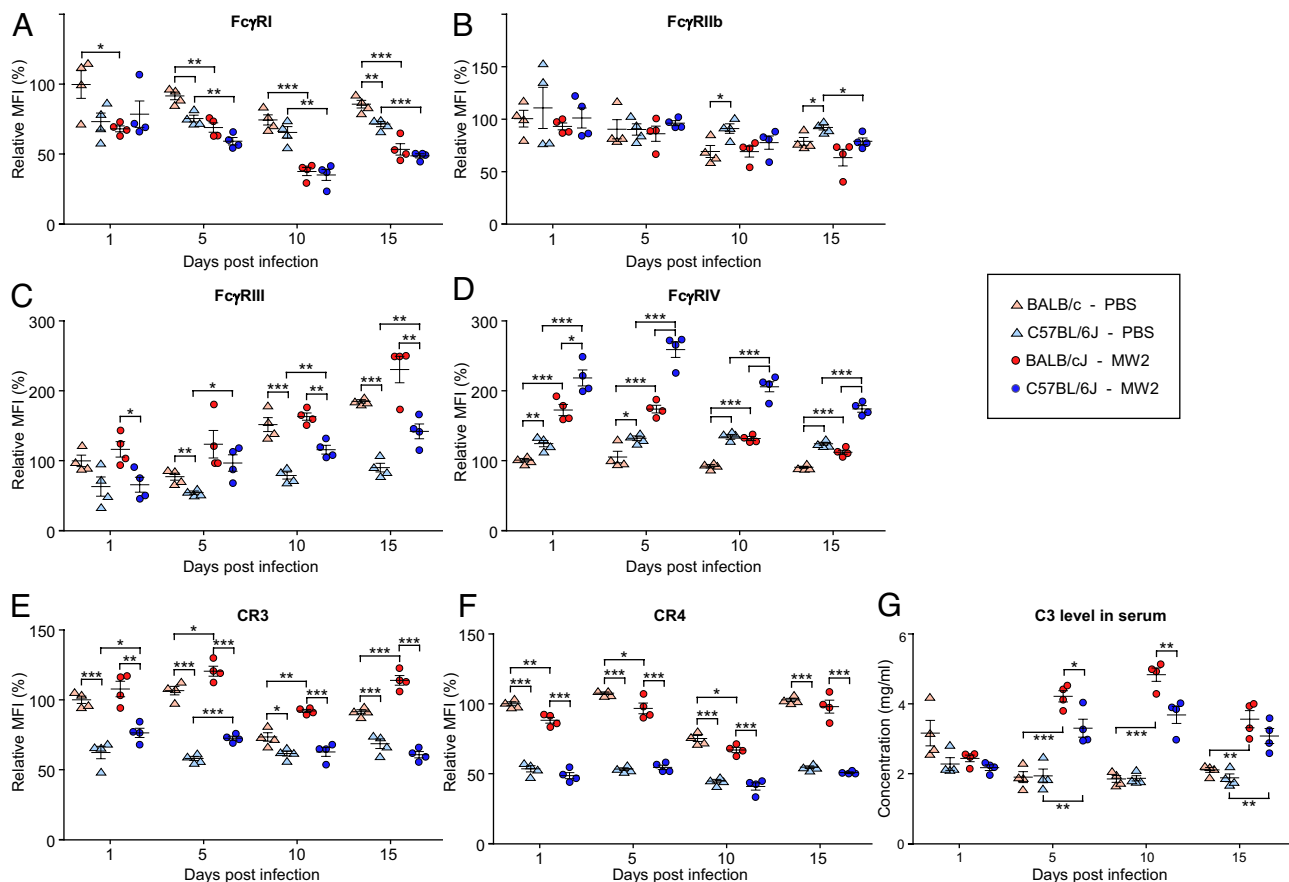 A
FcγRI
Relative MFI (%)
100
50
0
* ** ** *** ** *** ** ***
1 5 10 15
Days post infection
B
FcγRIIb
Relative MFI (%)
150
100
50
0
* * *
1 5 10 15
Days post infection
C
FcγRIII
Relative MFI (%)
300
200
100
0
* ** * *** ** ** *** ** **
1 5 10 15
Days post infection
D
FcγRIV
Relative MFI (%)
300
200
100
0
** *** * *** * *** *** *** *** *** ***
1 5 10 15
Days post infection
BALB/c - PBS
C57BL/6J - PBS
BALB/cJ - MW2
C57BL/6J - MW2
E
CR3
Relative MFI (%)
150
100
50
0
*** * ** *** * *** *** * ** *** *** *** ***
1 5 10 15
Days post infection
F
CR4
Relative MFI (%)
150
100
50
0
*** ** *** *** * *** *** * *** *** ***
1 5 10 15
Days post infection
G
C3 level in serum
Concentration (mg/ml)
6
4
2
0
*** * ** *** ** ** **
1 5 10 15
Days post infection